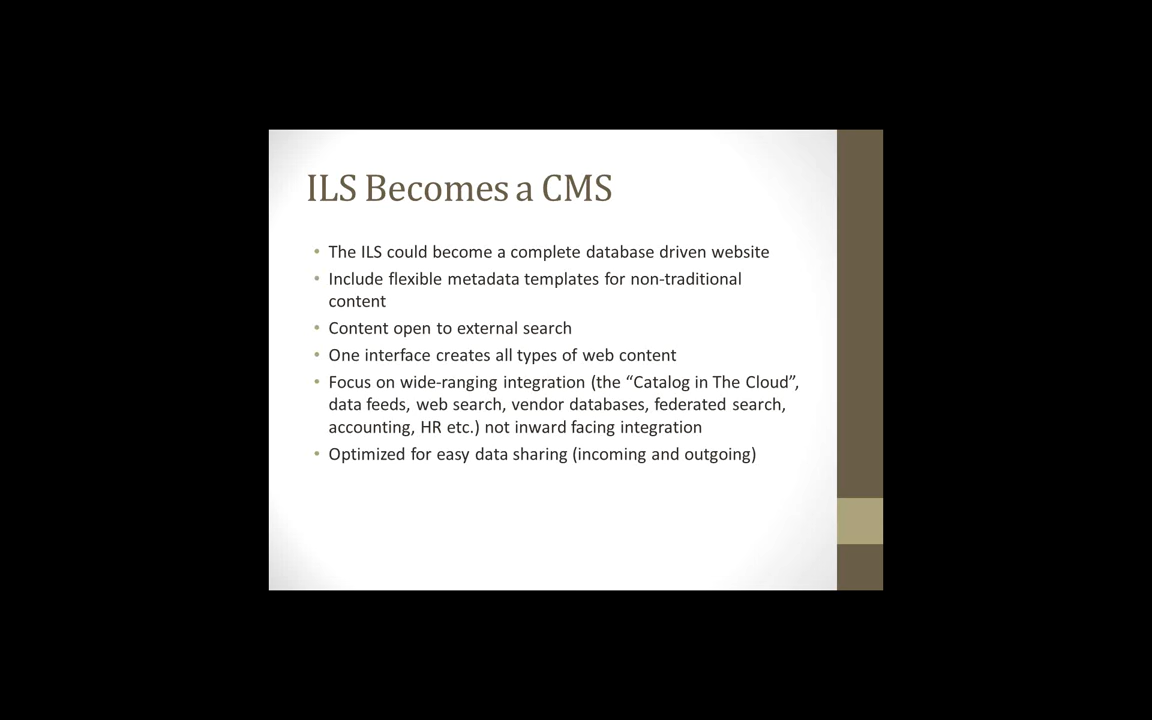 ILS Becomes a CMS
• The ILS could become a complete database driven website
• Include flexible metadata templates for non-traditional
content
• Content open to external search
• One interface creates all types of web content
• Focus on wide-ranging integration (the “Catalog in The Cloud”,
data feeds, web search, vendor databases, federated search,
accounting, HR etc.) not inward facing integration
• Optimized for easy data sharing (incoming and outgoing)